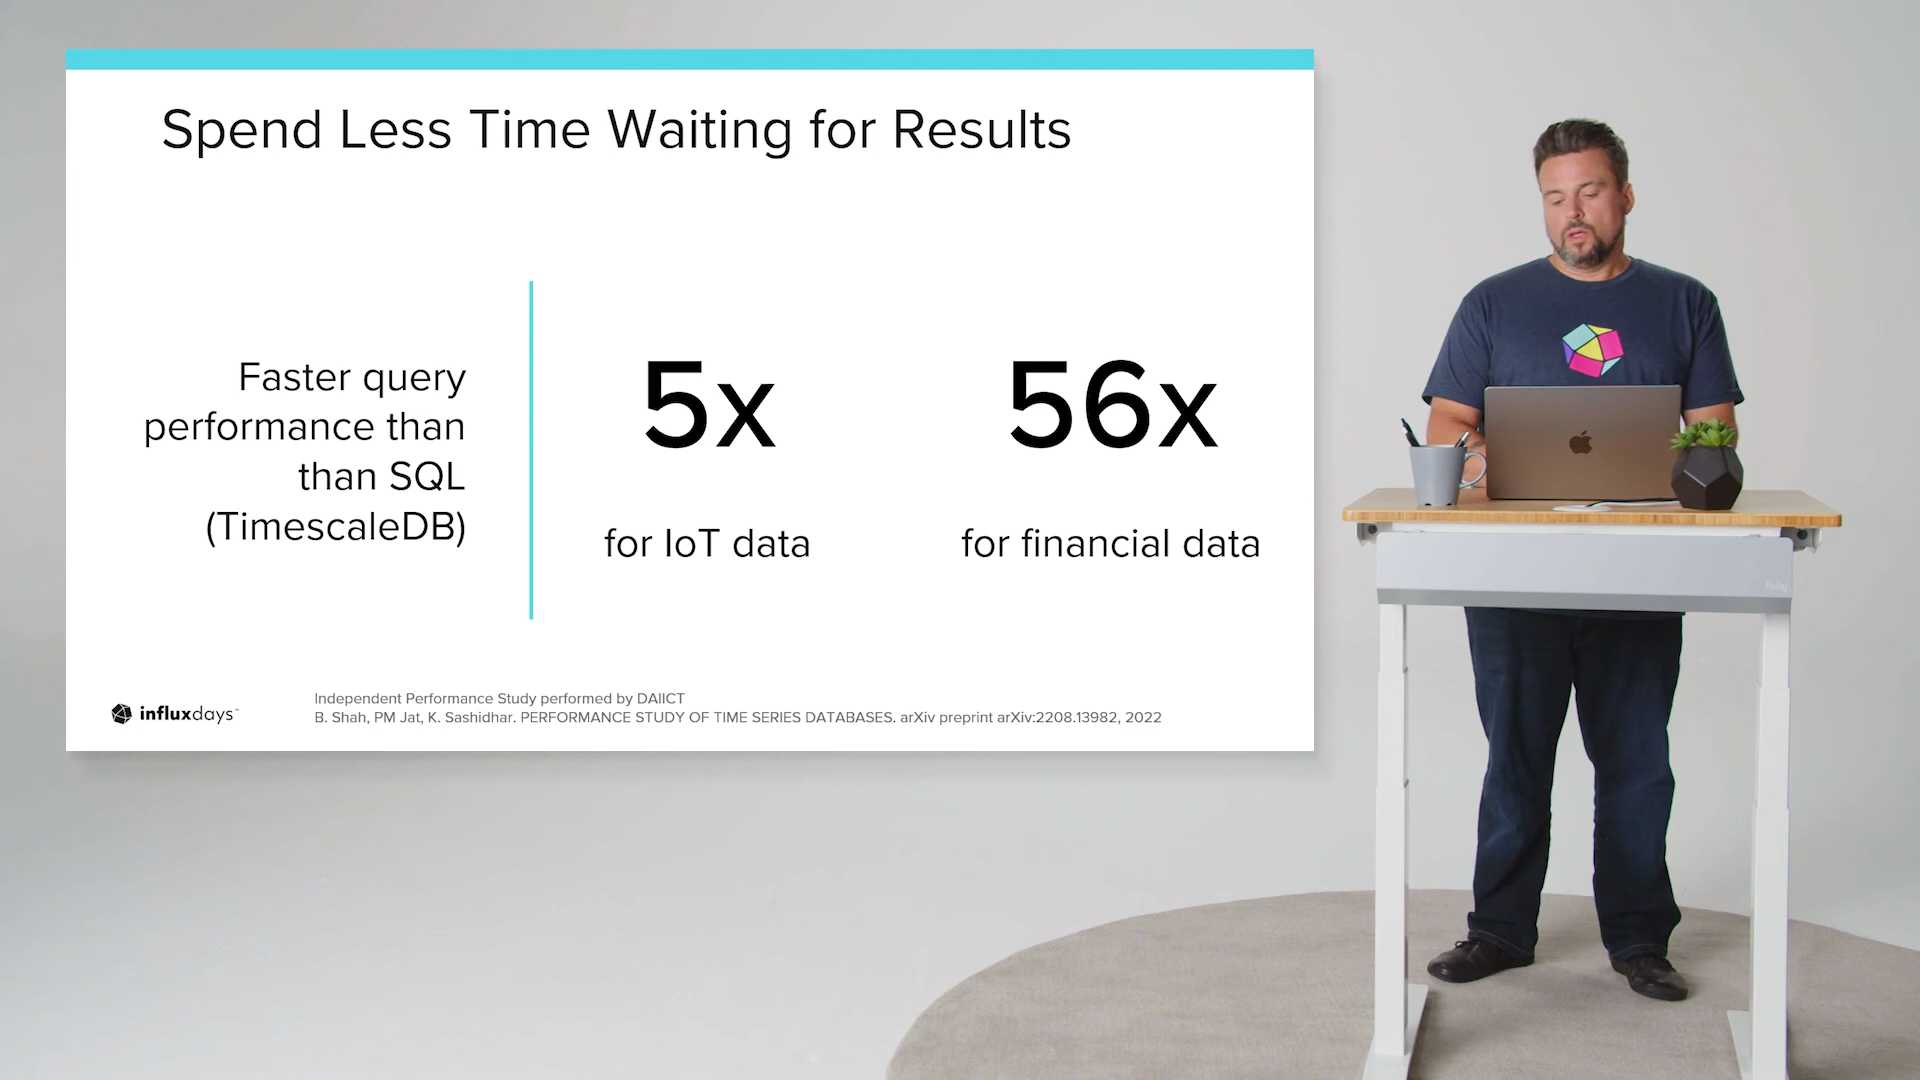 Spend Less Time Waiting for Results
Faster query
performance than
than SQL
(TimescaleDB)
5x
for IoT data
56x
for financial data
influxdays™
Independent Performance Study performed by DAIICT
B. Shah, PM Jat, K. Sashidhar. PERFORMANCE STUDY OF TIME SERIES DATABASES. arXiv preprint arXiv:2208.13982, 2022